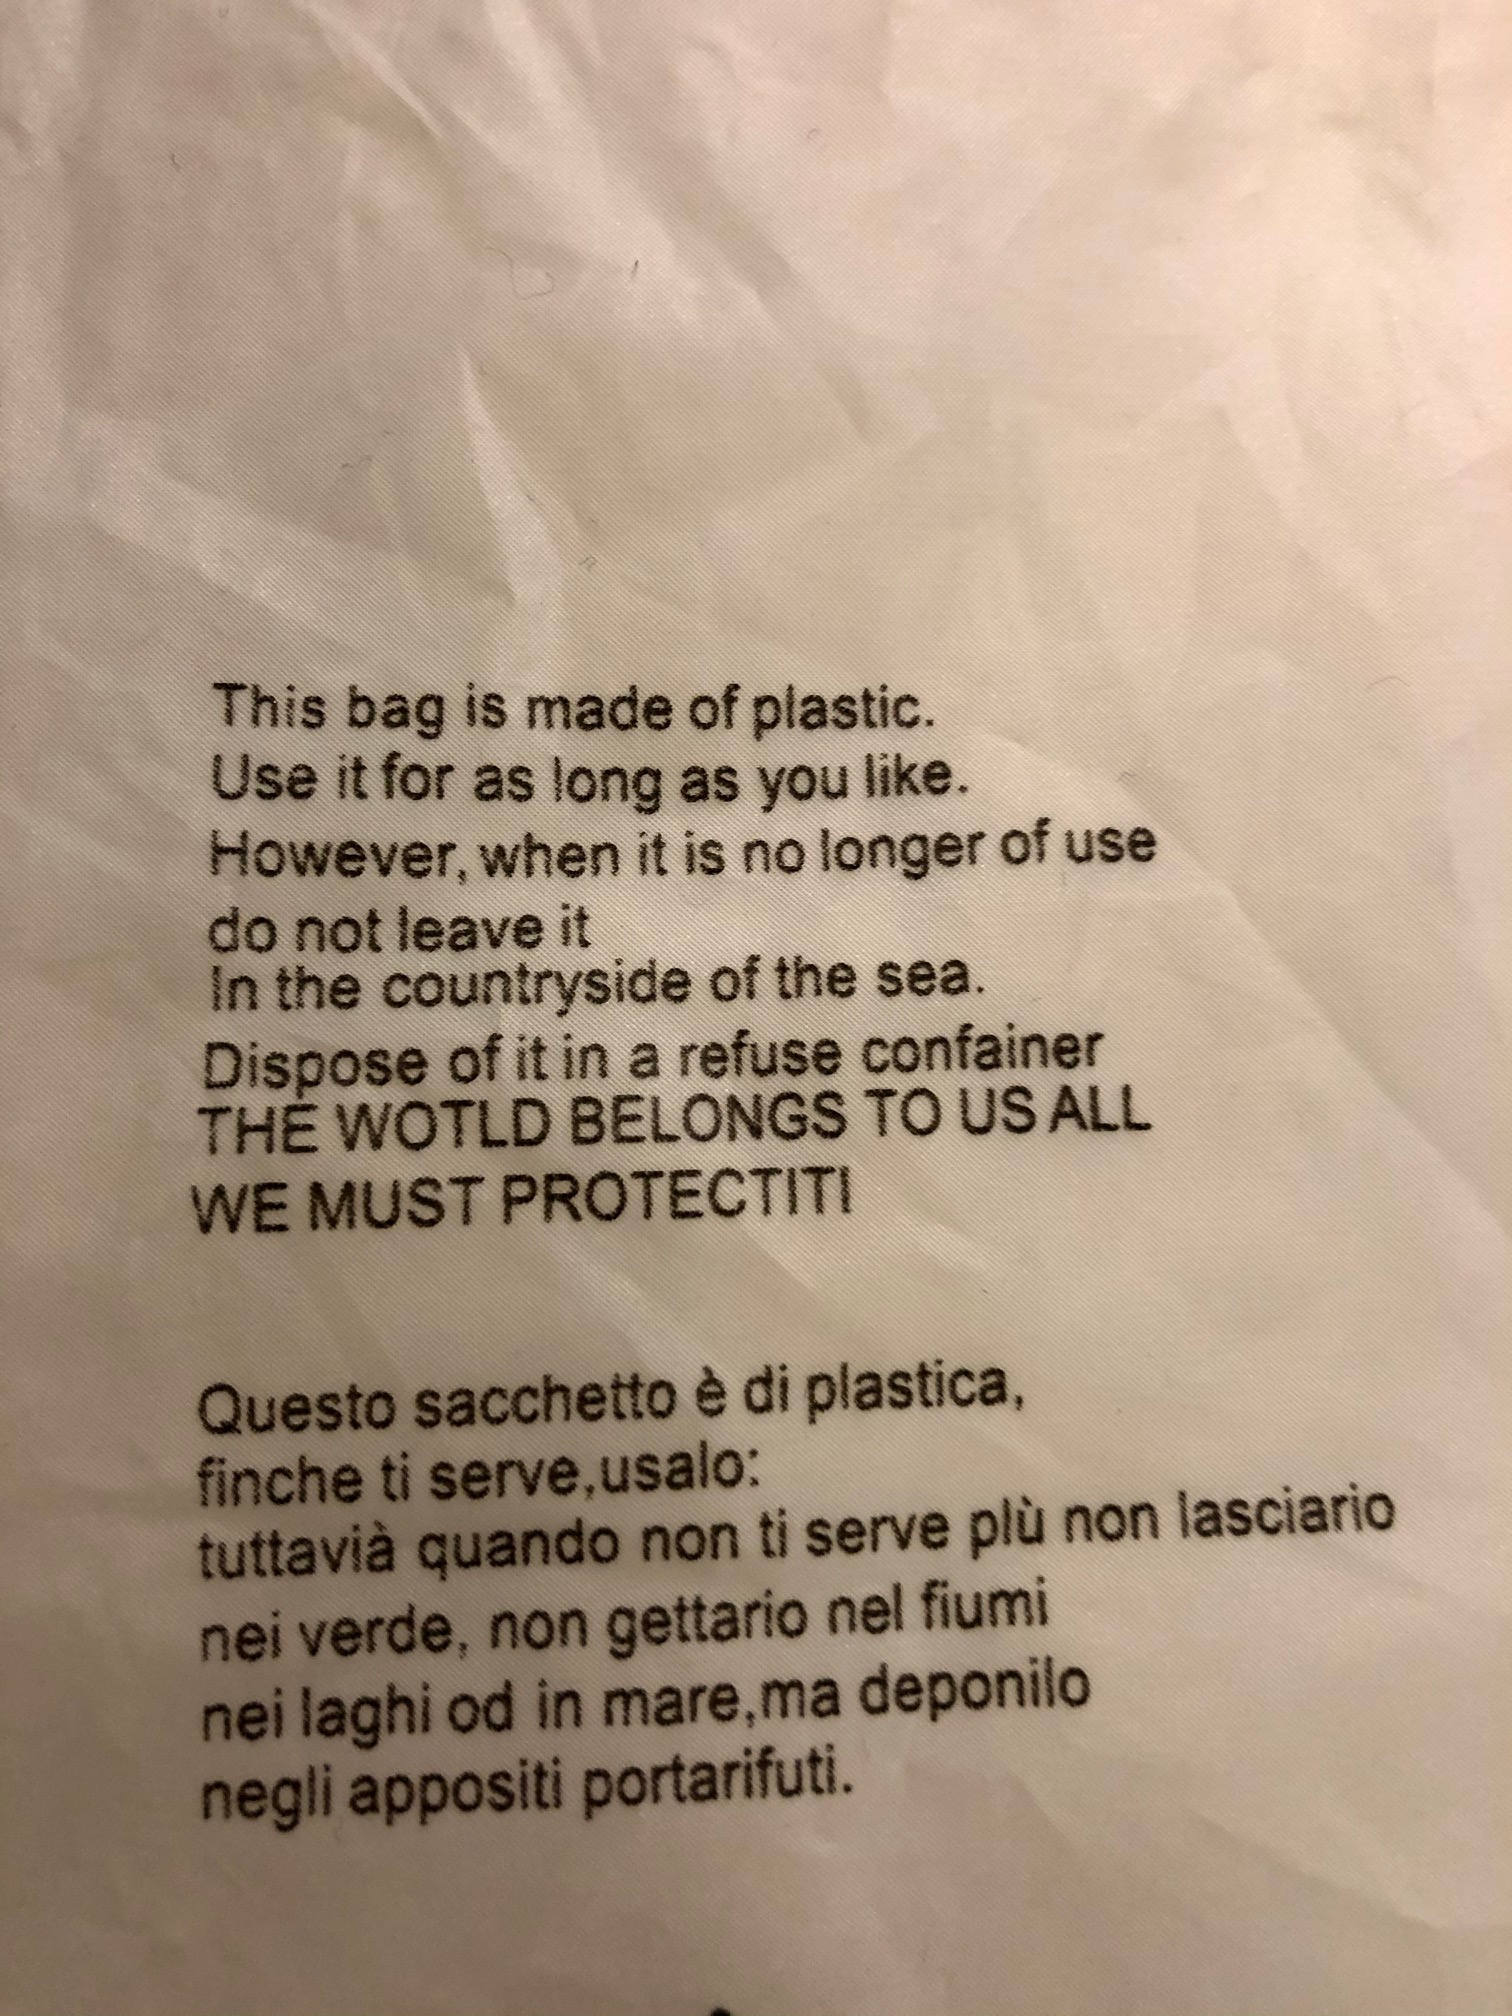 This bag is made of plastic.
Use it for as long as you like.
However, when it is no longer of use
do not leave it
In the countryside of the sea.
Dispose of it in a refuse confainer
THE WOTLD BELONGS TO US ALL
WE MUST PROTECTITI
Questo sacchetto è di plastica,
finche ti serve,usalo:
tuttavià quando non ti serve plù non lasciario
nei verde, non gettario nel fiumi
nei laghi od in mare,ma deponilo
negli appositi portarifuti.